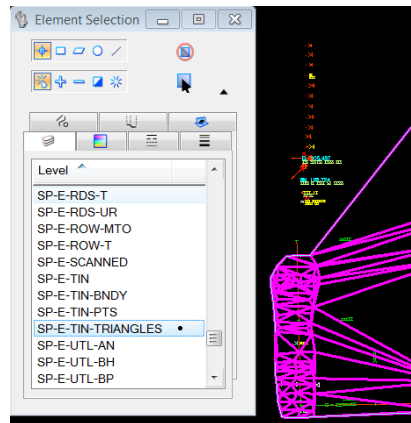 Element Selection
Level
SP-E-RDS-T
SP-E-RDS-UR
SP-E-ROW-MTO
SP-E-ROW-T
SP-E-SCANNED
SP-E-TIN
SP-E-TIN-BNDY
SP-E-TIN-PTS
SP-E-TIN-TRIANGLES
SP-E-UTL-AN
SP-E-UTL-BH
SP-E-UTL-BP